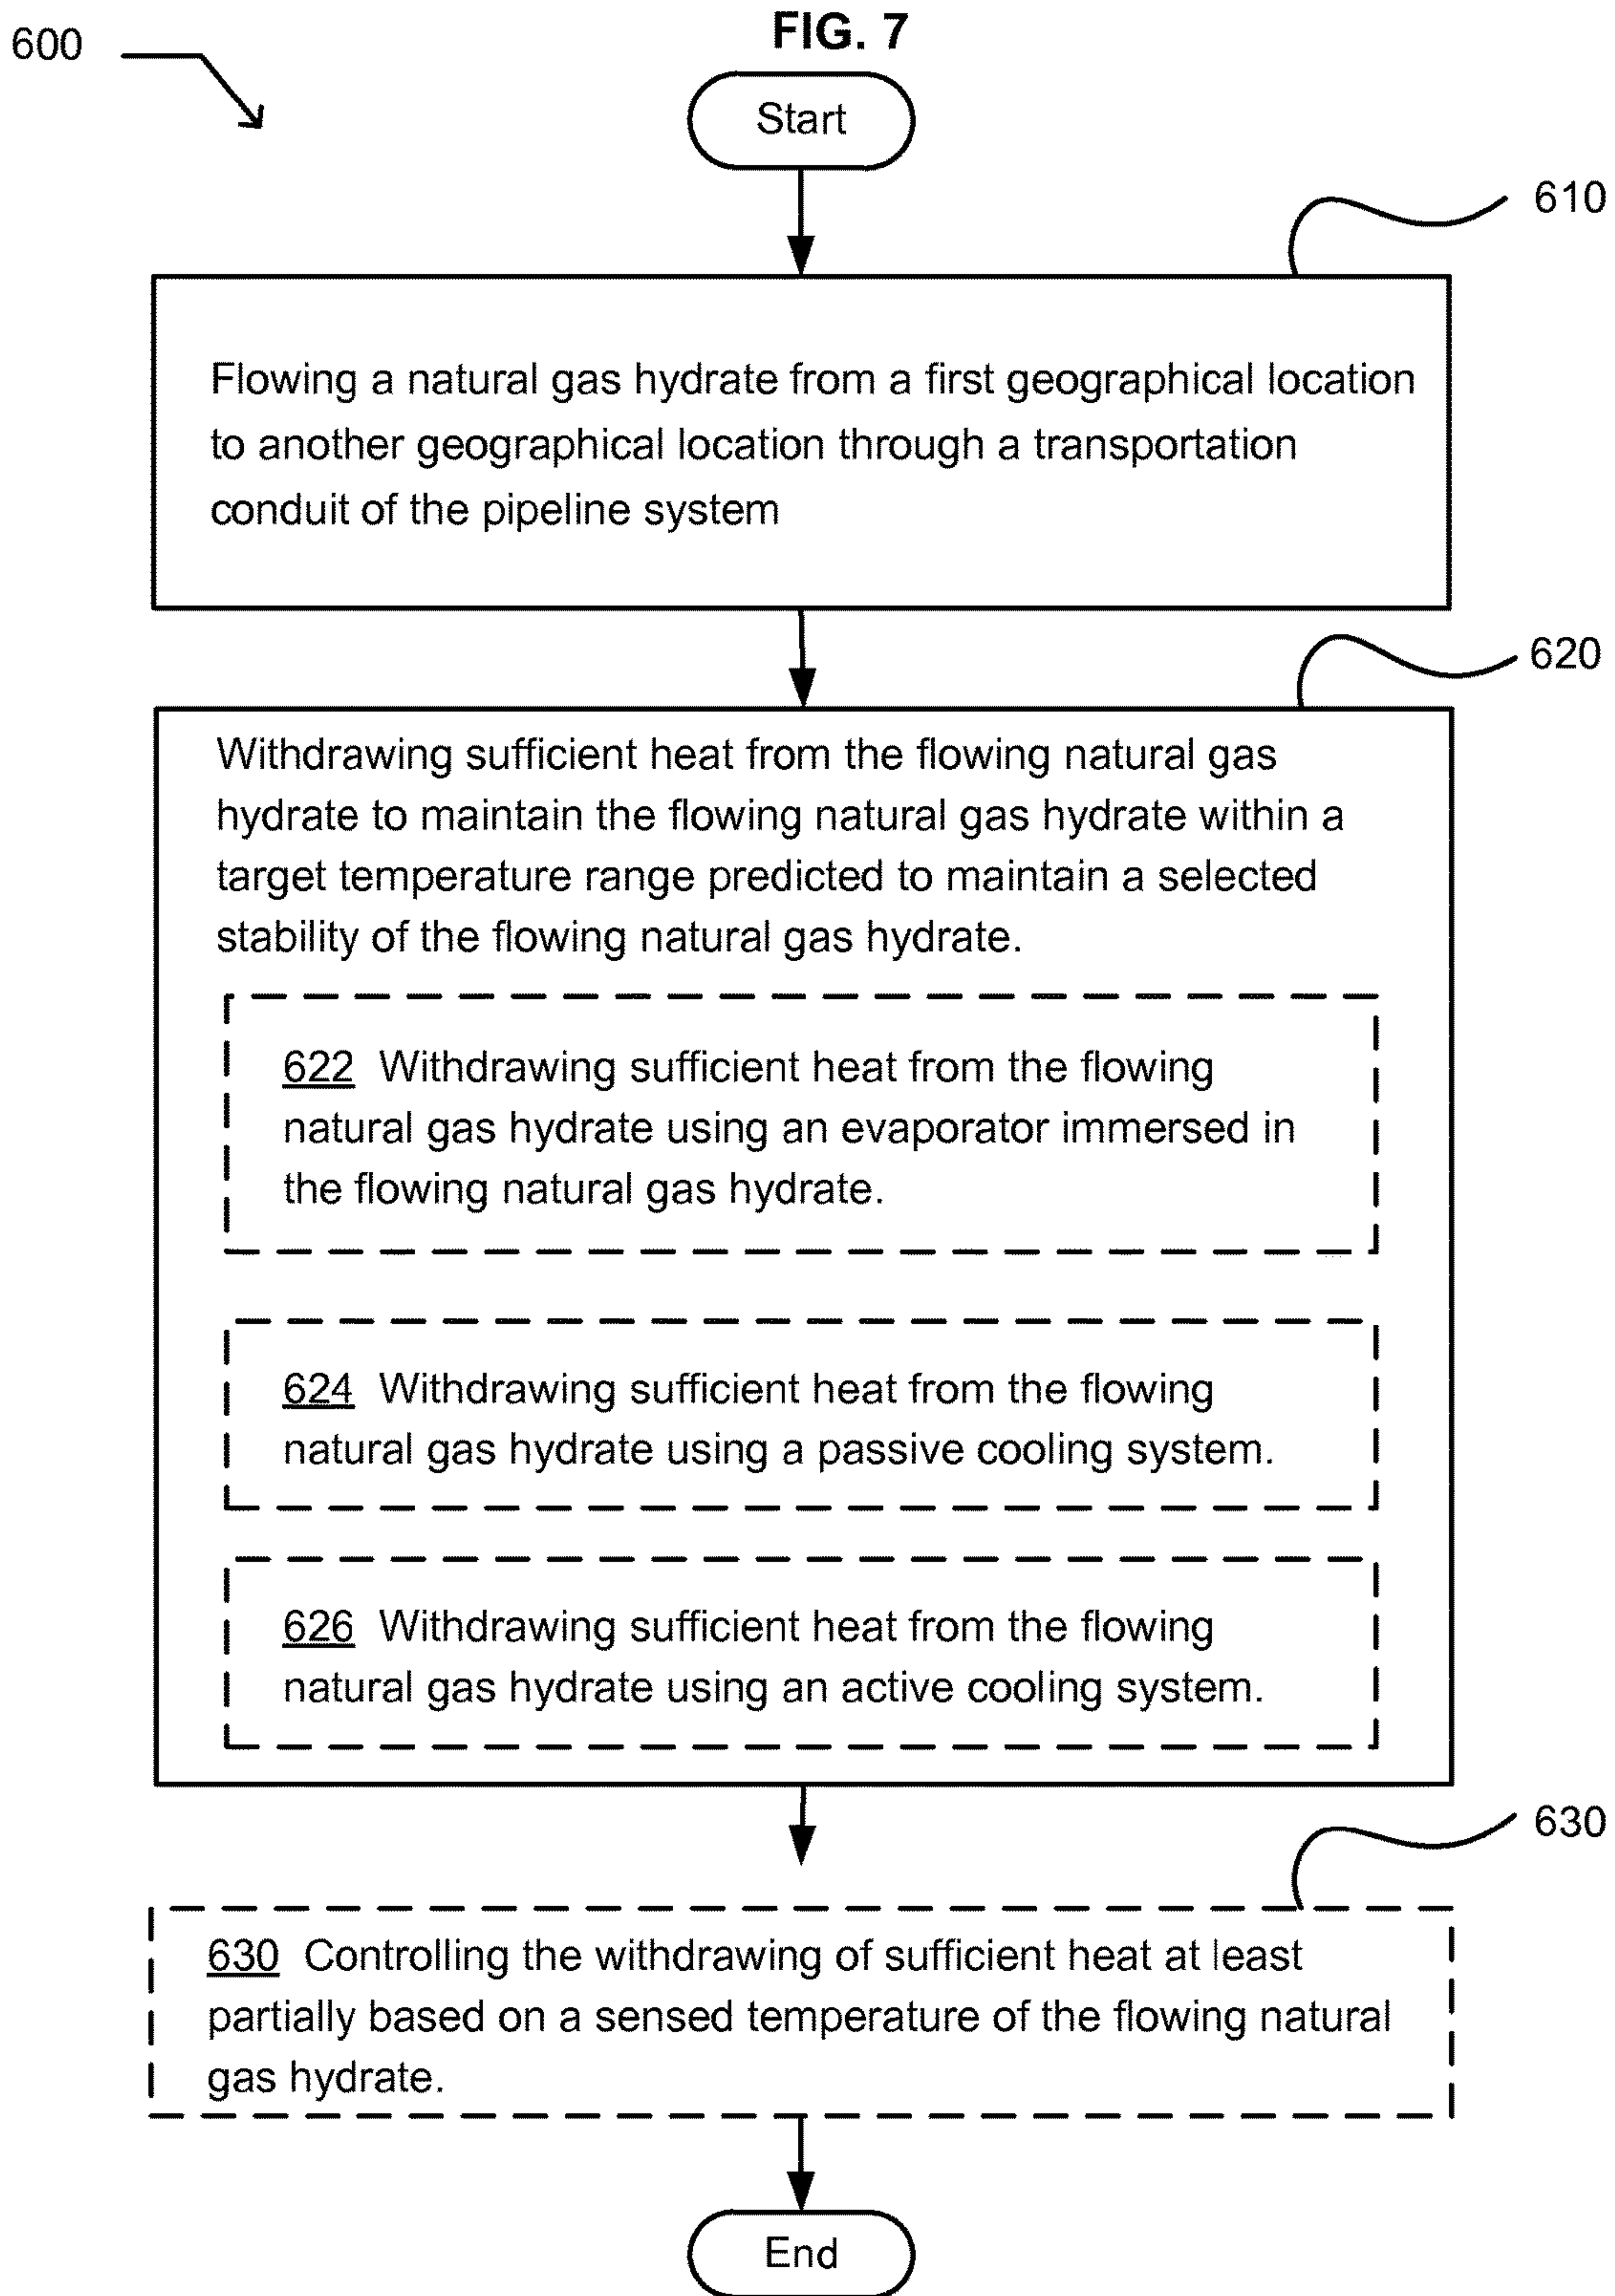 FIG. 7
600
Start
610
Flowing a natural gas hydrate from a first geographical location
to another geographical location through a transportation
conduit of the pipeline system
620
Withdrawing sufficient heat from the flowing natural gas
hydrate to maintain the flowing natural gas hydrate within a
target temperature range predicted to maintain a selected
stability of the flowing natural gas hydrate.
622 Withdrawing sufficient heat from the flowing
natural gas hydrate using an evaporator immersed in
the flowing natural gas hydrate.
624 Withdrawing sufficient heat from the flowing
natural gas hydrate using a passive cooling system.
626 Withdrawing sufficient heat from the flowing
natural gas hydrate using an active cooling system.
630
630 Controlling the withdrawing of sufficient heat at least
partially based on a sensed temperature of the flowing natural
gas hydrate.
End